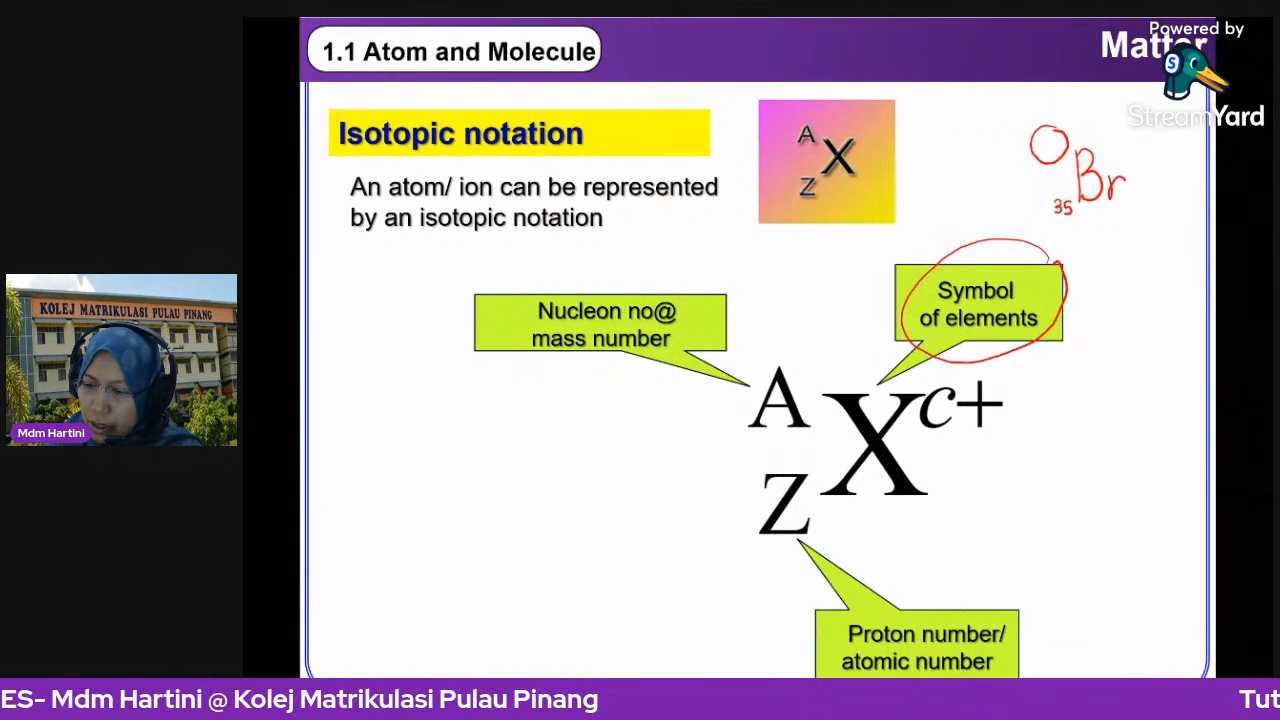 1.1 Atom and Molecule
Matter
Powered by
S
StreamYard
Isotopic notation
An atom/ ion can be represented
by an isotopic notation
A
X
Z
Br
35
Nucleon no@
mass number
Symbol
of elements
A
X
c+
Z
Proton number/
atomic number
KOLEJ MATRIKULASI PULAU PINANG
Mdm Hartini
ES- Mdm Hartini @ Kolej Matrikulasi Pulau Pinang
Tut